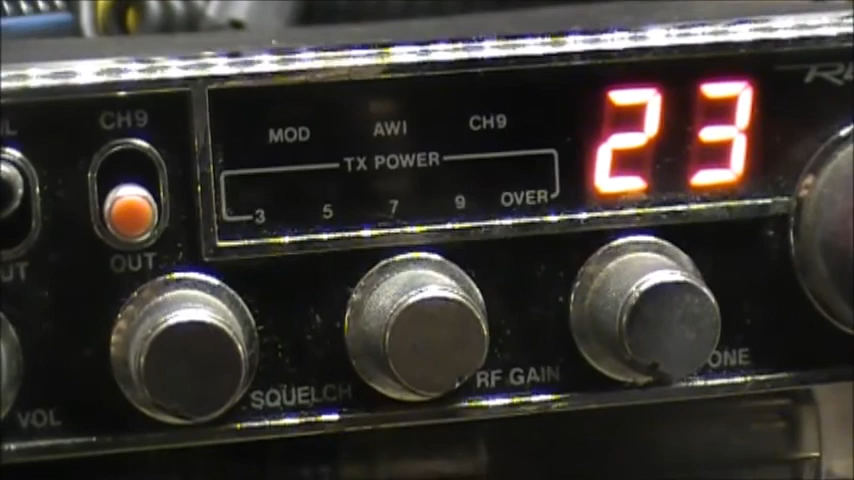 CH9
MOD AWI CH9
23
TX POWER
3 5 7 9 OVER
OUT
SQUELCH
RF GAIN
VOL